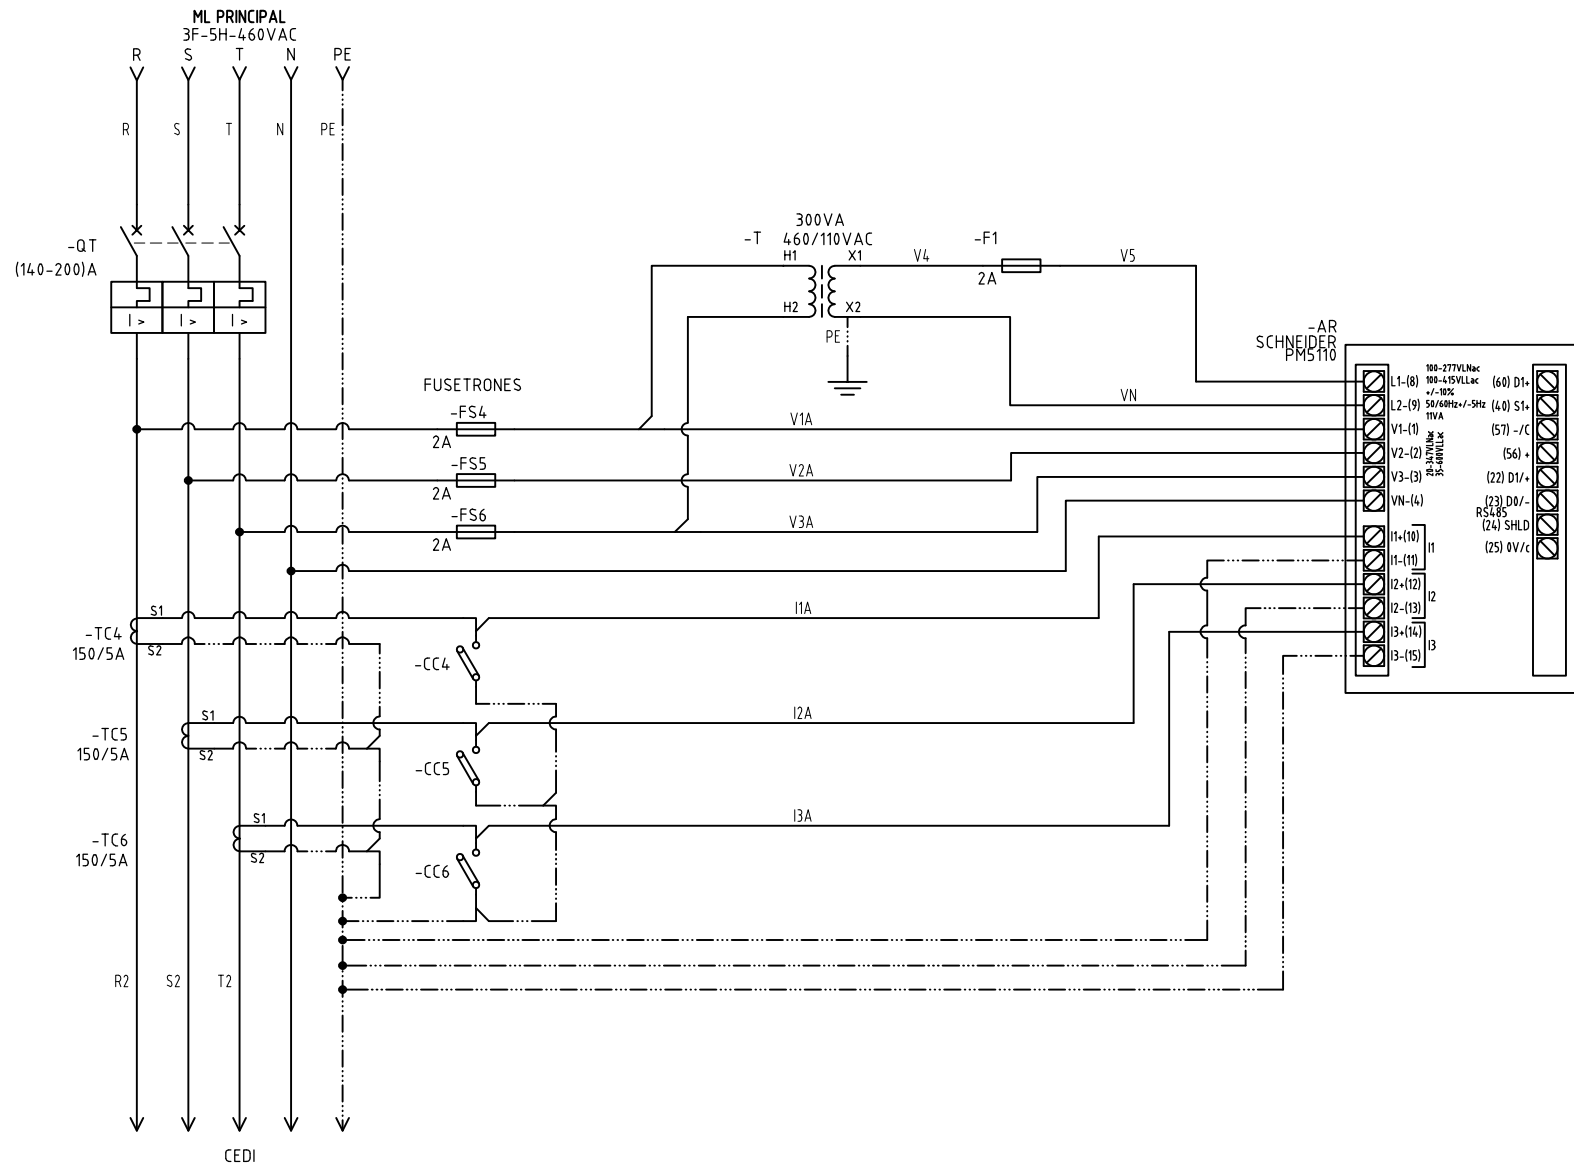 ML PRINCIPAL
3F-5H-460VAC
R S T N PE
R S T N PE
-QT
(140-200)A
I > I > I >
300VA
-T 460/110VAC
H1 X1
H2 X2
PE
V4
-F1
2A
V5
VN
-AR
SCHNEIDER
PM5110
FUSETRONES
-FS4
2A
V1A
-FS5
2A
V2A
-FS6
2A
V3A
L1-(8)
L2-(9)
V1-(1)
V2-(2)
V3-(3)
VN-(4)
I1+(10)
I1-(11)
I1
I2+(12)
I2-(13)
I2
I3+(14)
I3-(15)
I3
100-277VLNac
100-415VLLac
+/-10%
50/60Hz+/-5Hz
11VA
20-347VLNac
35-600VLLac
(60) D1+
(40) S1+
(57) -/C
(56) +
(22) D1/+
(23) D0/-
RS485
(24) SHLD
(25) 0V/c
S1
-TC4
150/5A
S2
-CC4
I1A
S1
-TC5
150/5A
S2
-CC5
I2A
S1
-TC6
150/5A
S2
-CC6
I3A
R2 S2 T2
CEDI